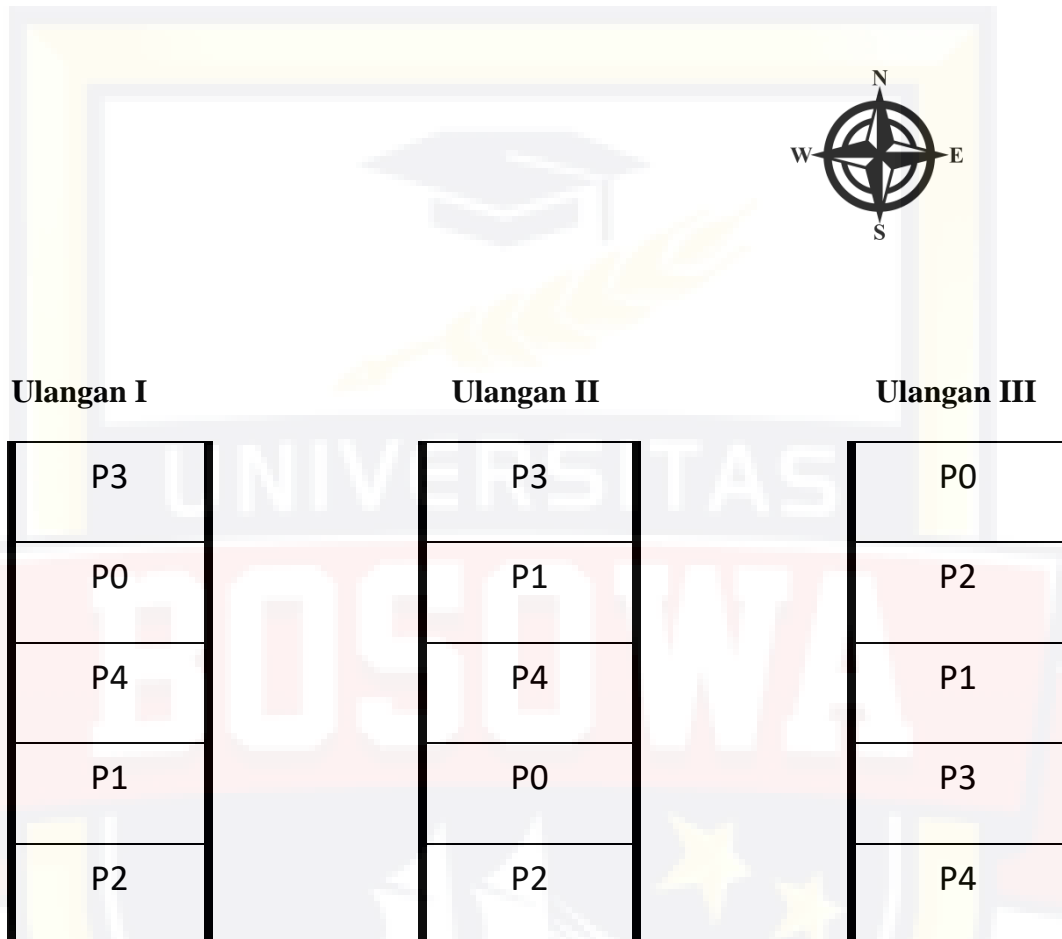 N
W E
S
Ulangan I Ulangan II Ulangan III
P3 P3 P0
P0 P1 P2
P4 P4 P1
P1 P0 P3
P2 P2 P4
UNIVERSITAS
BOSOWA